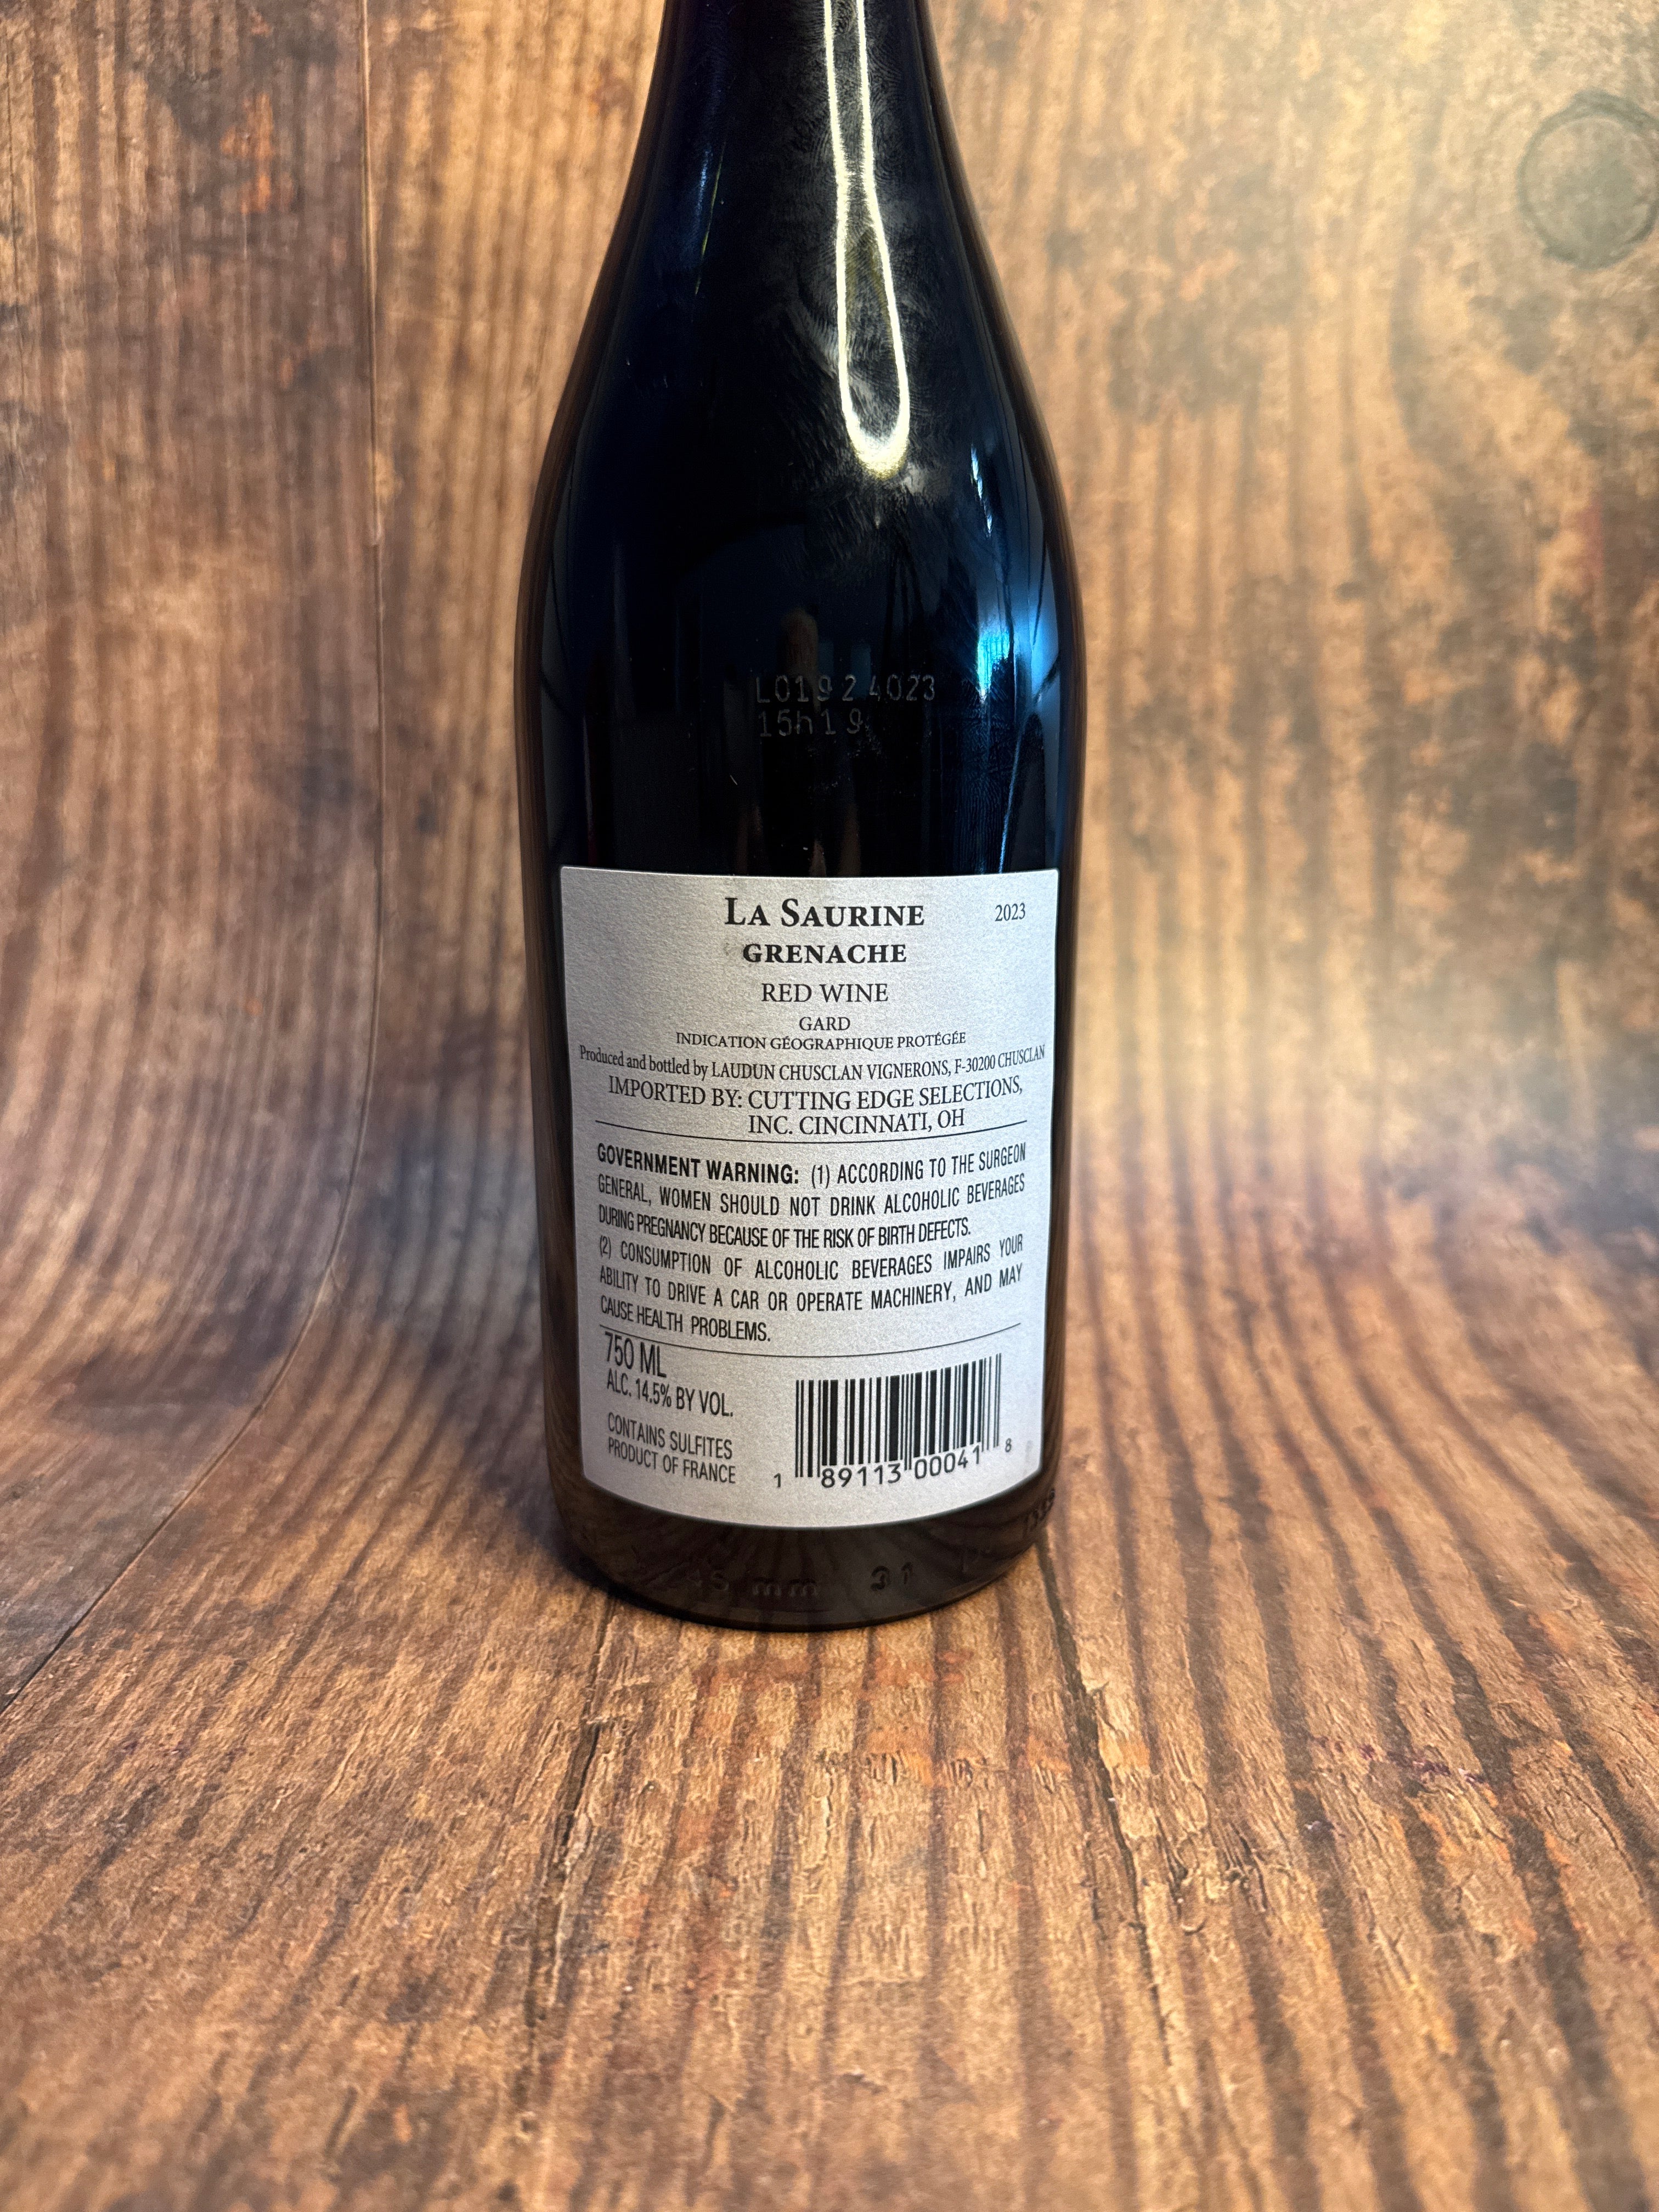 L01924023
15h19
LA SAURINE 2023
GRENACHE
RED WINE
GARD
INDICATION GÉOGRAPHIQUE PROTÉGÉE
Produced and bottled by LAUDUN CHUSCLAN VIGNERONS, F-30200 CHUSCLAN
IMPORTED BY: CUTTING EDGE SELECTIONS,
INC. CINCINNATI, OH
GOVERNMENT WARNING: (1) ACCORDING TO THE SURGEON
GENERAL, WOMEN SHOULD NOT DRINK ALCOHOLIC BEVERAGES
DURING PREGNANCY BECAUSE OF THE RISK OF BIRTH DEFECTS.
(2) CONSUMPTION OF ALCOHOLIC BEVERAGES IMPAIRS YOUR
ABILITY TO DRIVE A CAR OR OPERATE MACHINERY, AND MAY
CAUSE HEALTH PROBLEMS.
750 ML
ALC. 14.5% BY VOL.
CONTAINS SULFITES
PRODUCT OF FRANCE
1 89113 00041 8
mm 31